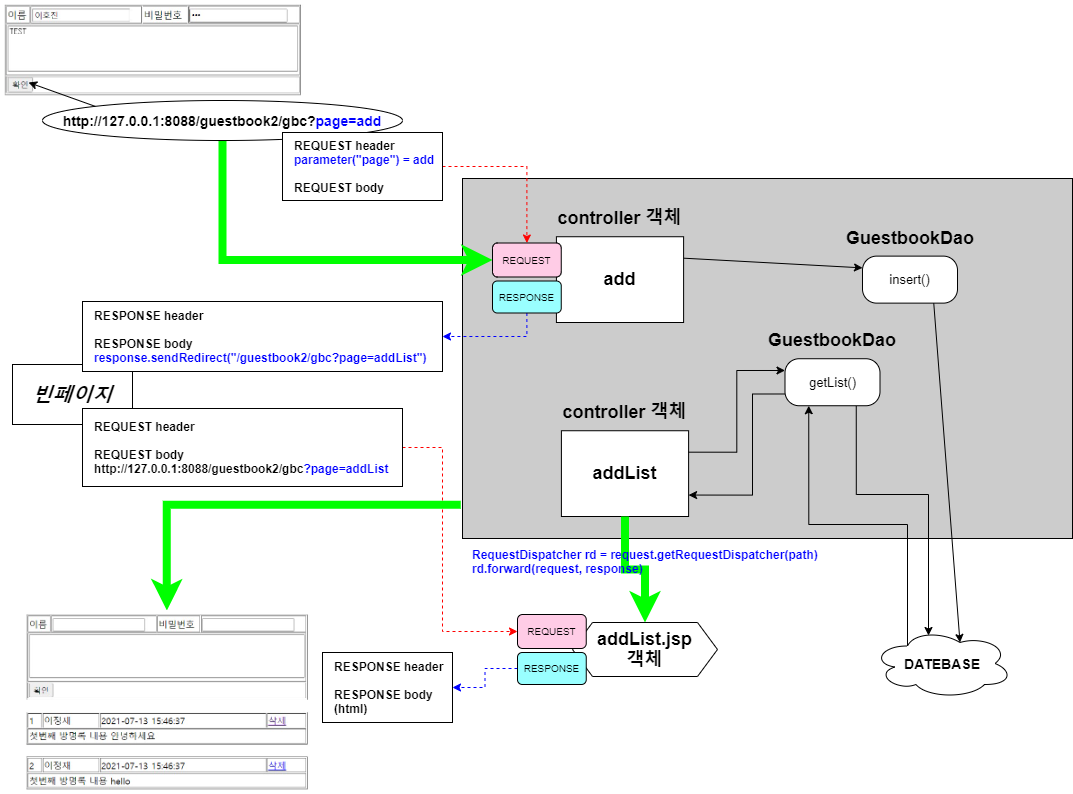 이름 이호진 비밀번호 •••
TEST
확인
http://127.0.0.1:8088/guestbook2/gbc?page=add
REQUEST header
parameter("page") = add
REQUEST body
controller 객체
REQUEST
RESPONSE
add
GuestbookDao
insert()
RESPONSE header
RESPONSE body
response.sendRedirect("/guestbook2/gbc?page=addList")
빈페이지
GuestbookDao
getList()
REQUEST header
REQUEST body
http://127.0.0.1:8088/guestbook2/gbc?page=addList
controller 객체
addList
RequestDispatcher rd = request.getRequestDispatcher(path)
rd.forward(request, response)
REQUEST
RESPONSE
addList.jsp
객체
DATEBASE
RESPONSE header
RESPONSE body
(html)
이름 비밀번호
확인
1 이정재 2021-07-13 15:46:37 삭제
첫번째 방명록 내용 안녕하세요
2 이정재 2021-07-13 15:46:37 삭제
첫번째 방명록 내용 hello